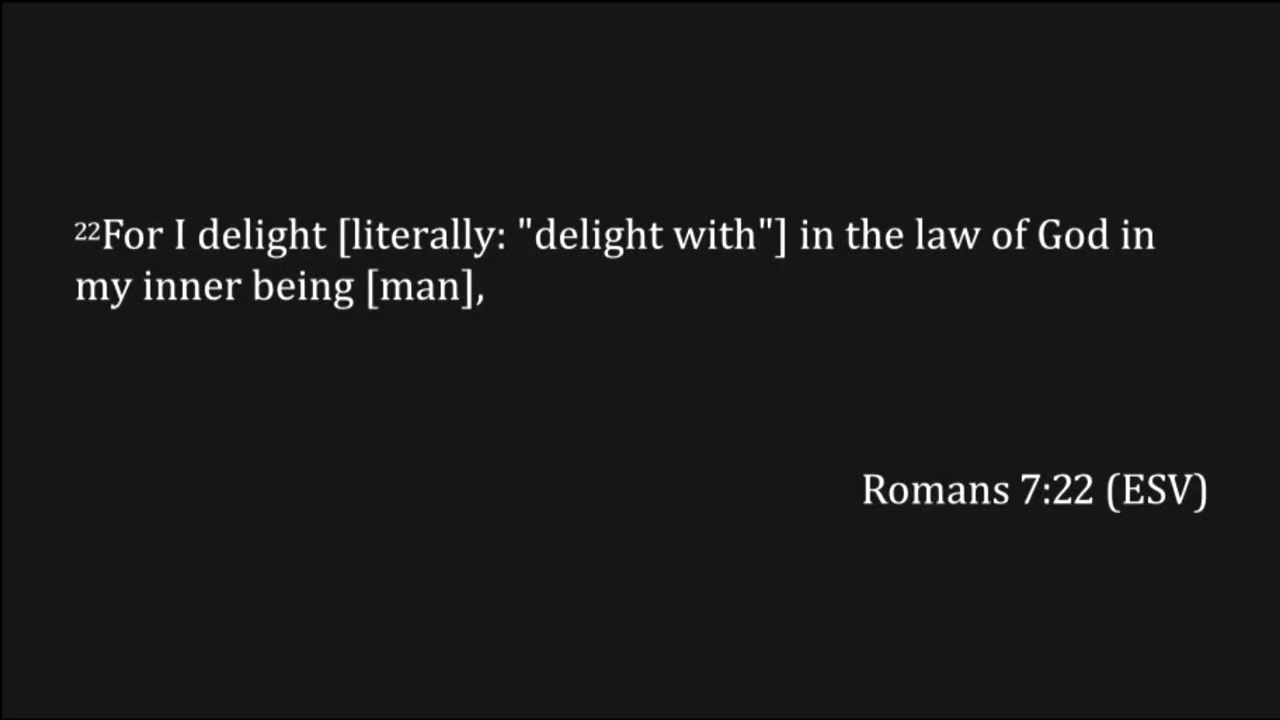 22For I delight [literally: "delight with"] in the law of God in
my inner being [man],
Romans 7:22 (ESV)